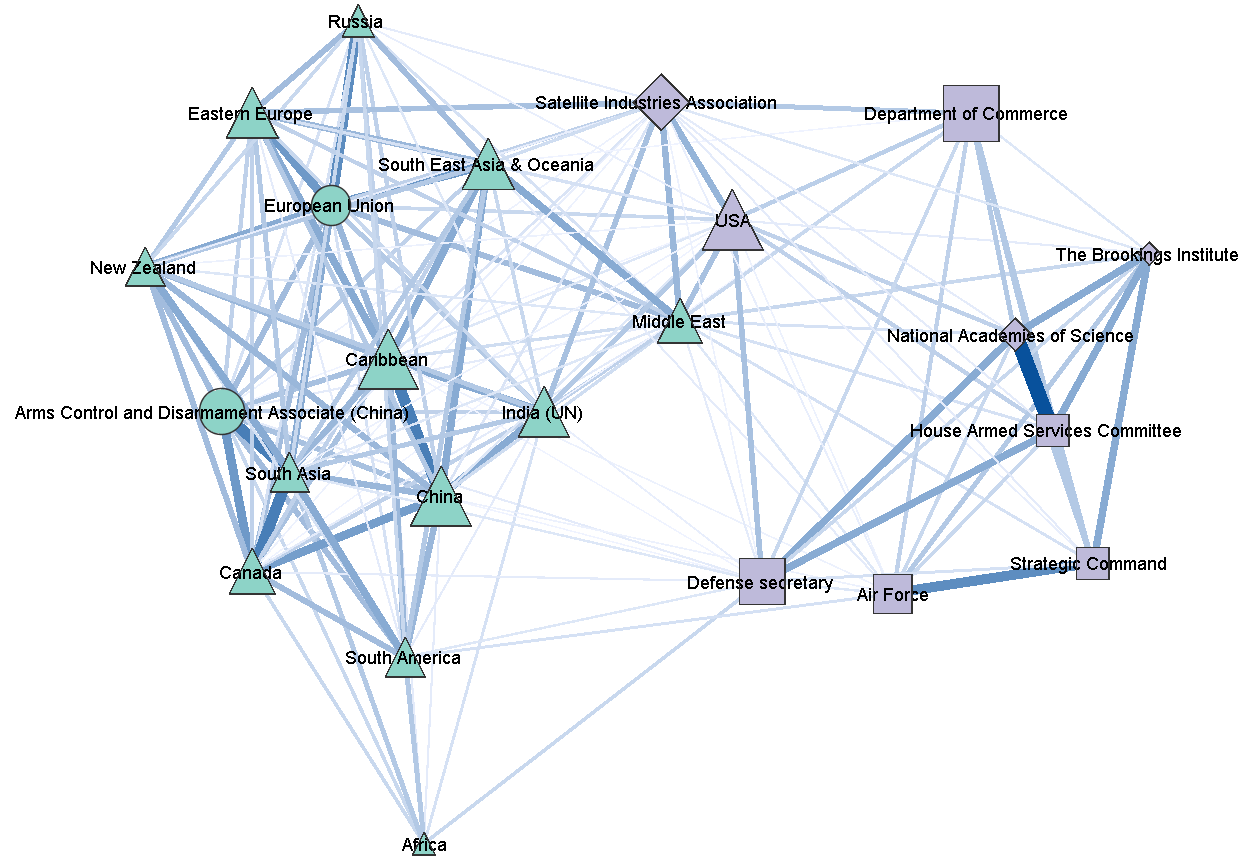 Russia
Satellite Industries Association
Eastern Europe
Department of Commerce
South East Asia & Oceania
European Union
USA
The Brookings Institute
New Zealand
Middle East
National Academies of Science
Caribbean
Arms Control and Disarmament Associate (China)
India (UN)
House Armed Services Committee
South Asia
China
Strategic Command
Canada
Defense secretary
Air Force
South America
Africa